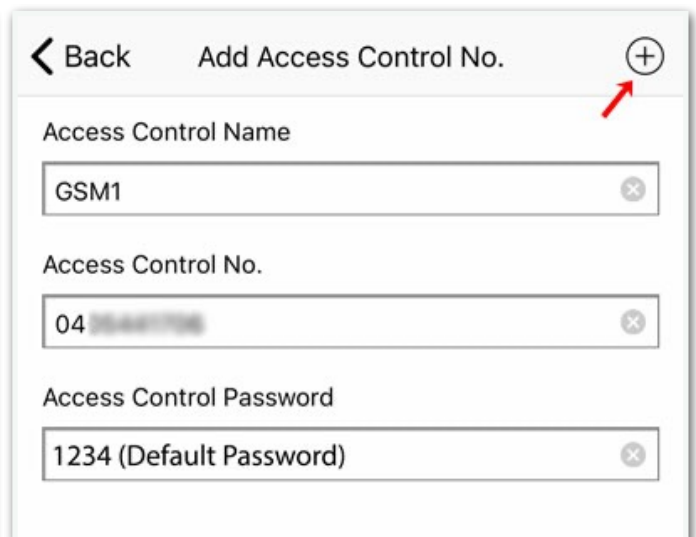 Back Add Access Control No.
Access Control Name
GSM1
Access Control No.
04
Access Control Password
1234 (Default Password)